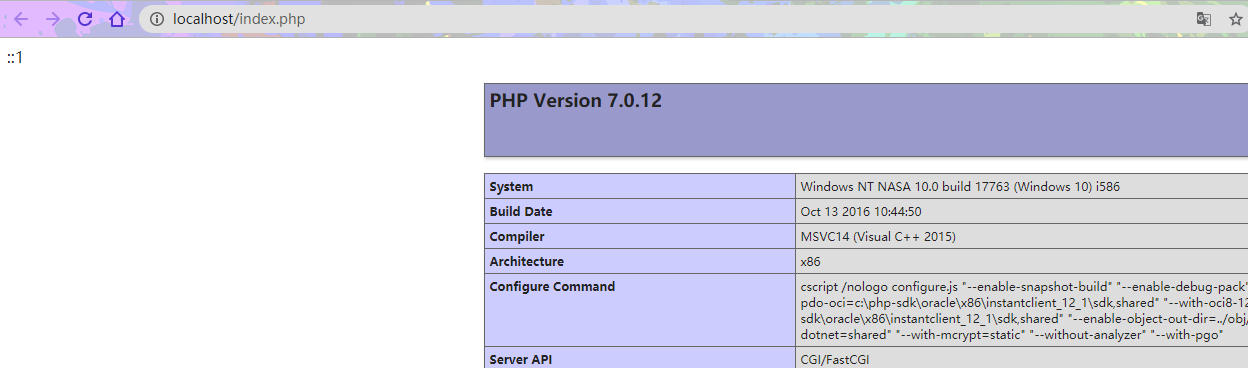 localhost/index.php
::1
PHP Version 7.0.12
System Windows NT NASA 10.0 build 17763 (Windows 10) i586
Build Date Oct 13 2016 10:44:50
Compiler MSVC14 (Visual C++ 2015)
Architecture x86
Configure Command cscript /nologo configure.js "--enable-snapshot-build" "--enable-debug-pack"
pdo-oci=c:\php-sdk\oracle\x86\instantclient_12_1\sdk,shared" "--with-oci8-12
sdk\oracle\x86\instantclient_12_1\sdk,shared" "--enable-object-out-dir=../obj/
dotnet=shared" "--with-mcrypt=static" "--without-analyzer" "--with-pgo"
Server API CGI/FastCGI